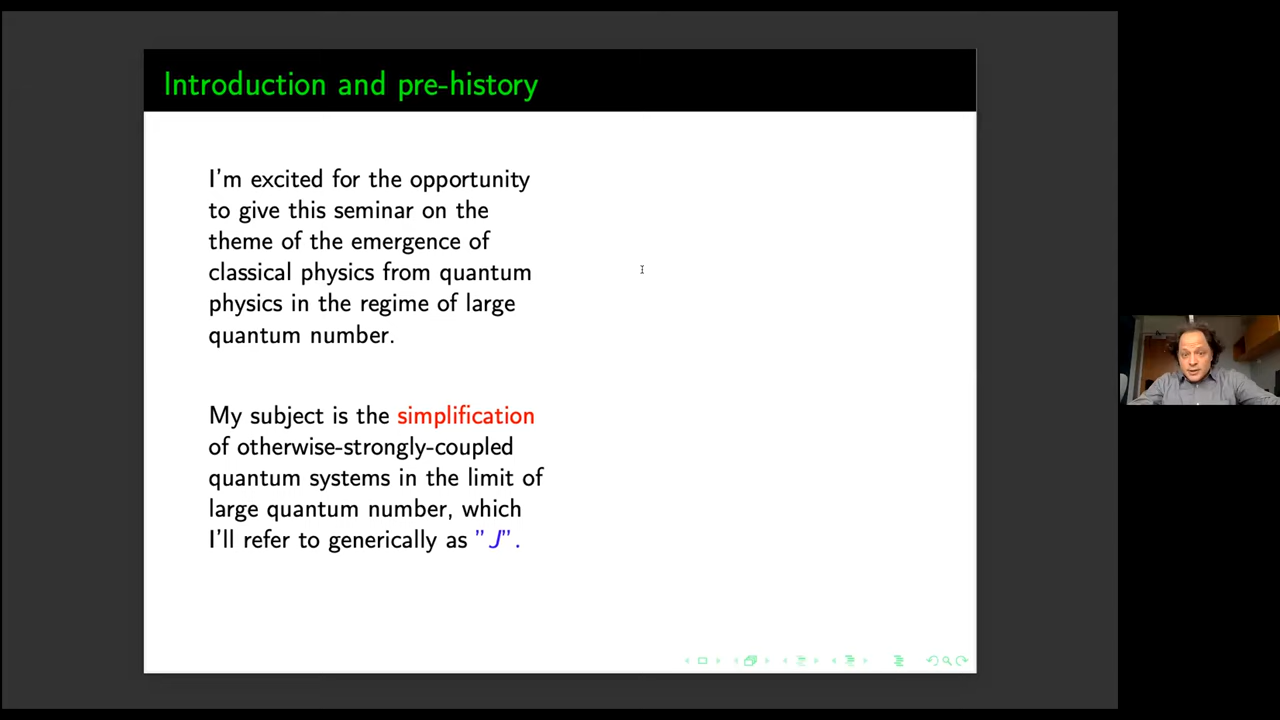 Introduction and pre-history
I'm excited for the opportunity
to give this seminar on the
theme of the emergence of
classical physics from quantum
physics in the regime of large
quantum number.
My subject is the simplification
of otherwise-strongly-coupled
quantum systems in the limit of
large quantum number, which
I'll refer to generically as "J".